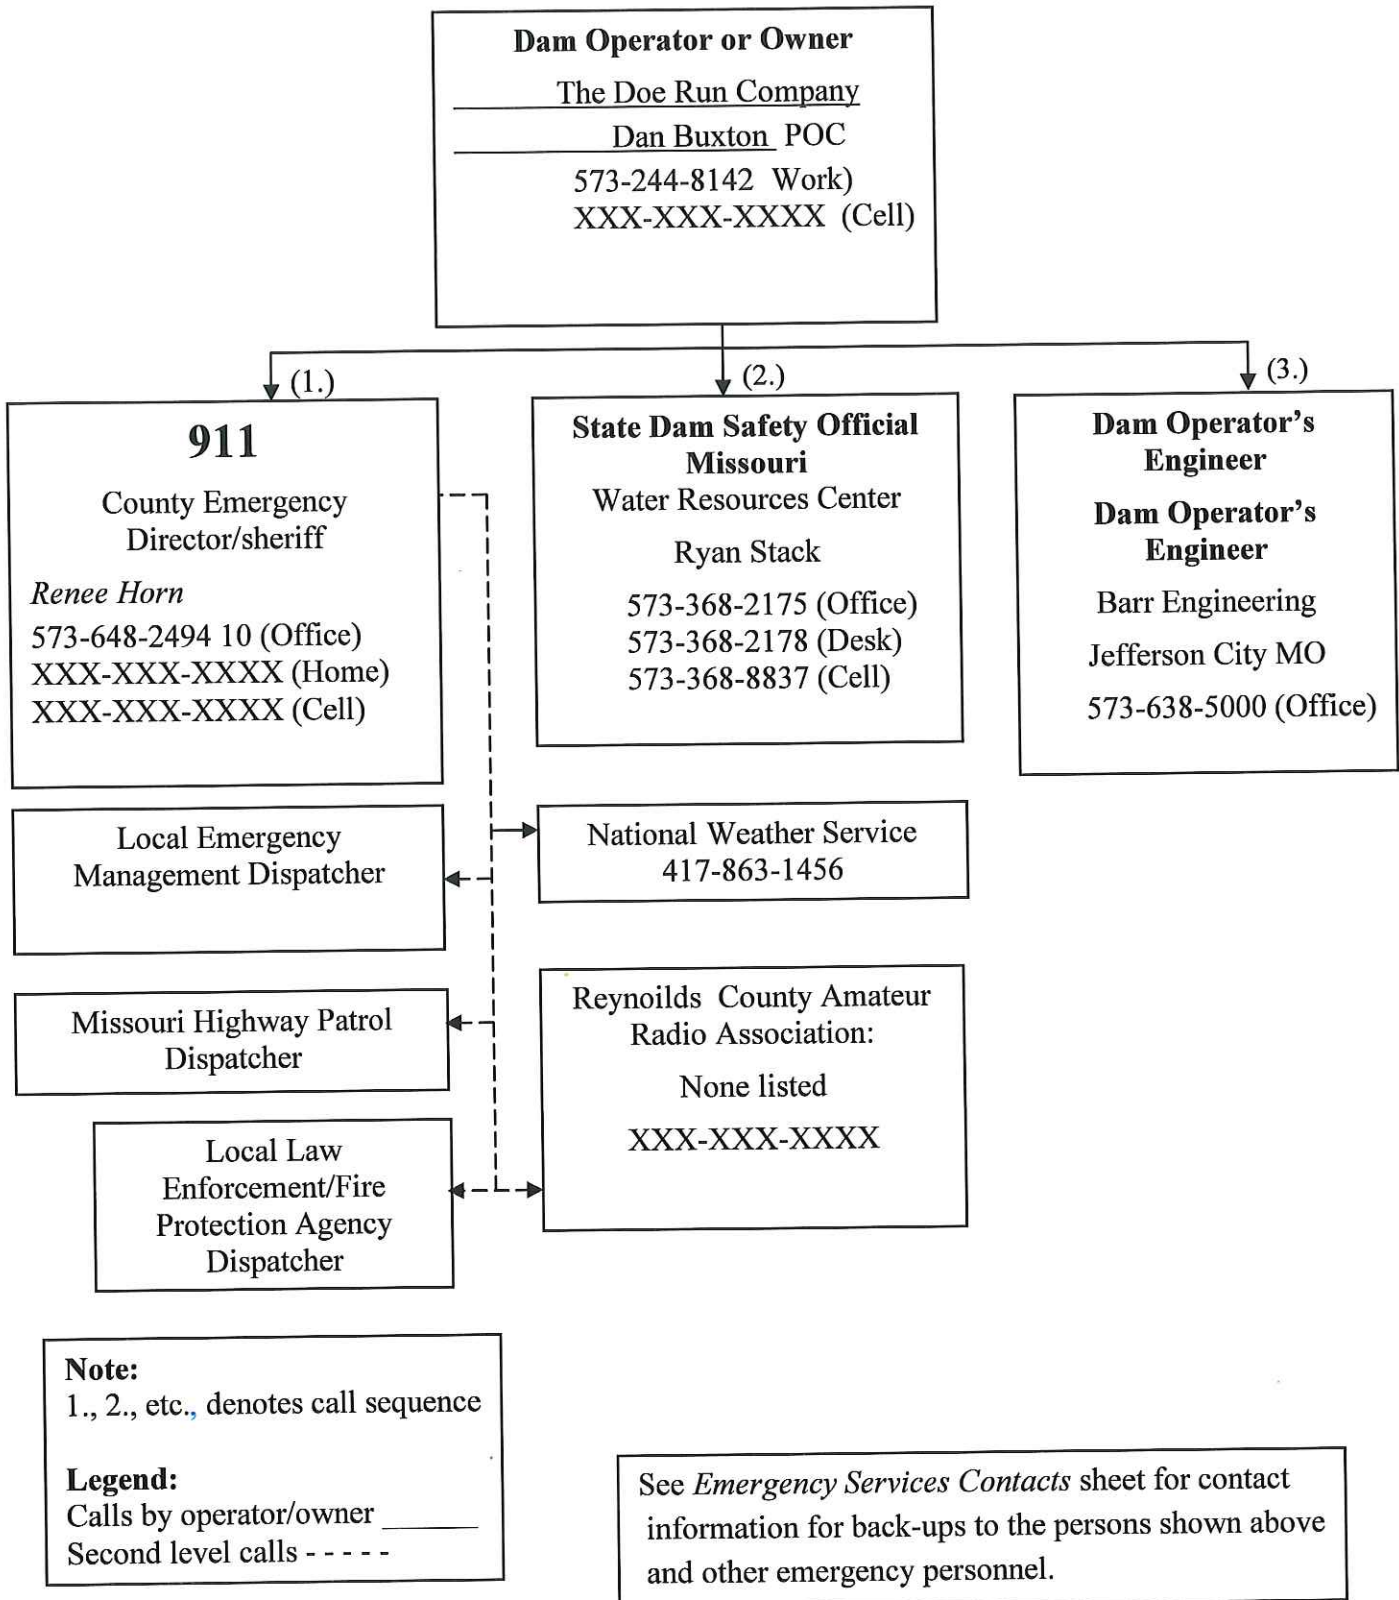 Dam Operator or Owner
The Doe Run Company
Dan Buxton POC
573-244-8142 Work)
XXX-XXX-XXXX (Cell)
(1.)
(2.)
(3.)
911
County Emergency
Director/sheriff
Renee Horn
573-648-2494 10 (Office)
XXX-XXX-XXXX (Home)
XXX-XXX-XXXX (Cell)
State Dam Safety Official
Missouri
Water Resources Center
Ryan Stack
573-368-2175 (Office)
573-368-2178 (Desk)
573-368-8837 (Cell)
Dam Operator's
Engineer
Dam Operator's
Engineer
Barr Engineering
Jefferson City MO
573-638-5000 (Office)
Local Emergency
Management Dispatcher
National Weather Service
417-863-1456
Missouri Highway Patrol
Dispatcher
Reynoilds County Amateur
Radio Association:
None listed
XXX-XXX-XXXX
Local Law
Enforcement/Fire
Protection Agency
Dispatcher
Note:
1., 2., etc., denotes call sequence
Legend:
Calls by operator/owner ______
Second level calls - - - - -
See Emergency Services Contacts sheet for contact
information for back-ups to the persons shown above
and other emergency personnel.